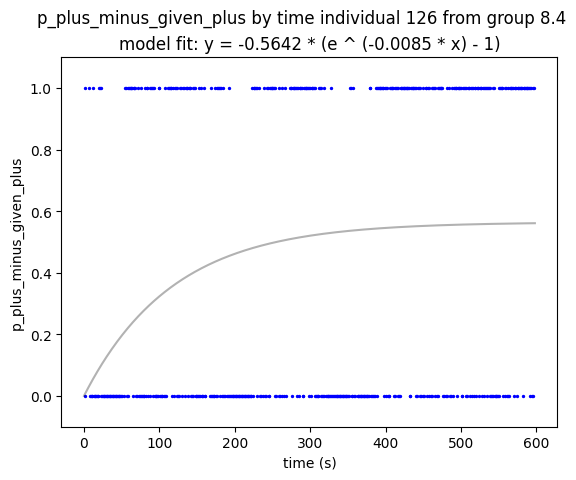 p_plus_minus_given_plus by time individual 126 from group 8.4
model fit: y = -0.5642 * (e ^ (-0.0085 * x) - 1)
p_plus_minus_given_plus
1.0
0.8
0.6
0.4
0.2
0.0
0 100 200 300 400 500 600
time (s)